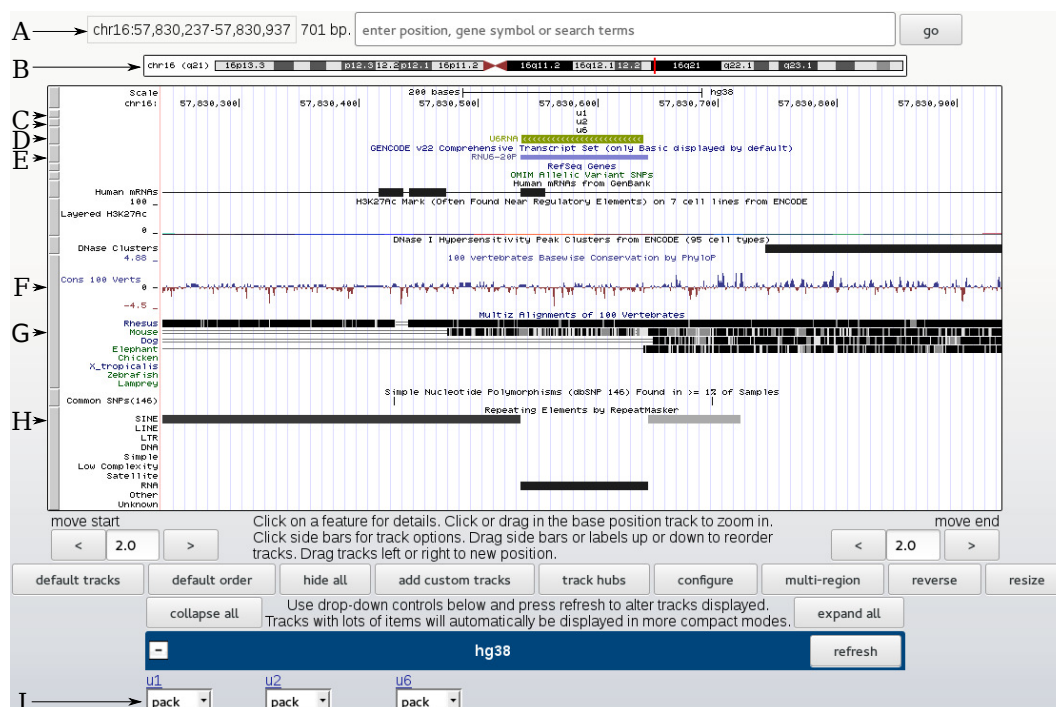 A chr16:57,830,237-57,830,937 701 bp. enter position, gene symbol or search terms go
B chr16 (q21) 16p13.3 p12.3 12.2 p12.1 16p11.2 16q11.2 16q12.1 12.2 16q21 q22.1 q23.1
Scale 200 bases hg38
chr16: 57,830,300 57,830,400 57,830,500 57,830,600 57,830,700 57,830,800 57,830,900
C u1
u2
u6
D U6RNA
GENCODE v22 Comprehensive Transcript Set (only Basic displayed by default)
E RNU6-20P
RefSeq Genes
OMIM Allelic Variant SNPs
Human mRNAs from GenBank
Human mRNAs
100 _ H3K27Ac Mark (Often Found Near Regulatory Elements) on 7 cell lines from ENCODE
Layered H3K27Ac
0 _
DNase I Hypersensitivity Peak Clusters from ENCODE (95 cell types)
DNase Clusters
4.88 _ 100 vertebrates Basewise Conservation by PhyloP
Cons 100 Verts
F 0 -
-4.5 _
Multiz Alignments of 100 Vertebrates
Rhesus
G Mouse
Dog
Elephant
Chicken
X_tropicalis
Zebrafish
Lamprey
Simple Nucleotide Polymorphisms (dbSNP 146) Found in >= 1% of Samples
Common SNPs(146)
Repeating Elements by RepeatMasker
H SINE
LINE
LTR
DNA
Simple
Low Complexity
Satellite
RNA
Other
Unknown
move start Click on a feature for details. Click or drag in the base position track to zoom in. move end
Click side bars for track options. Drag side bars or labels up or down to reorder
< 2.0 > tracks. Drag tracks left or right to new position. < 2.0 >
default tracks default order hide all add custom tracks track hubs configure multi-region reverse resize
collapse all Use drop-down controls below and press refresh to alter tracks displayed. expand all
Tracks with lots of items will automatically be displayed in more compact modes.
- hg38 refresh
u1 u2 u6
I pack pack pack